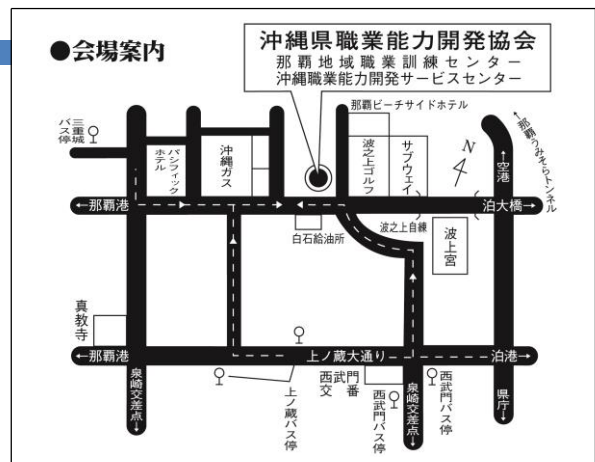 ●会場案内
沖縄県職業能力開発協会
那覇地域職業訓練センター
沖縄職業能力開発サービスセンター
那覇ビーチサイドホテル
三重城
バス停
パシフィック
ホテル
沖縄ガス
波之上ゴルフ
サブウェイ
N
←空港
↑那覇うみそらトンネル
←那覇港
泊大橋→
白石給油所
波之上自練
波上宮
真教寺
←那覇港
上ノ蔵大通り
泊港→
泉崎交差点→
上ノ蔵バス停
西武門
交番
西武門バス停
泉崎交差点→
西武門バス停
県庁→